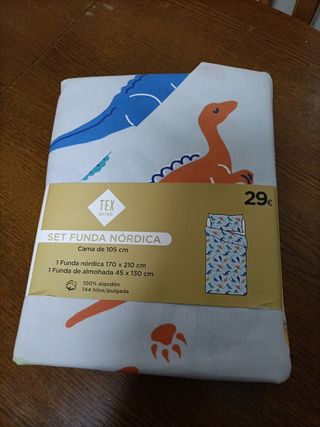 TEX
HOME
29€
SET FUNDA NÓRDICA
Cama de 105 cm
1 Funda nórdica 170 x 210 cm
1 Funda de almohada 45 x 130 cm
100% algodón
144 hilos/pulgada